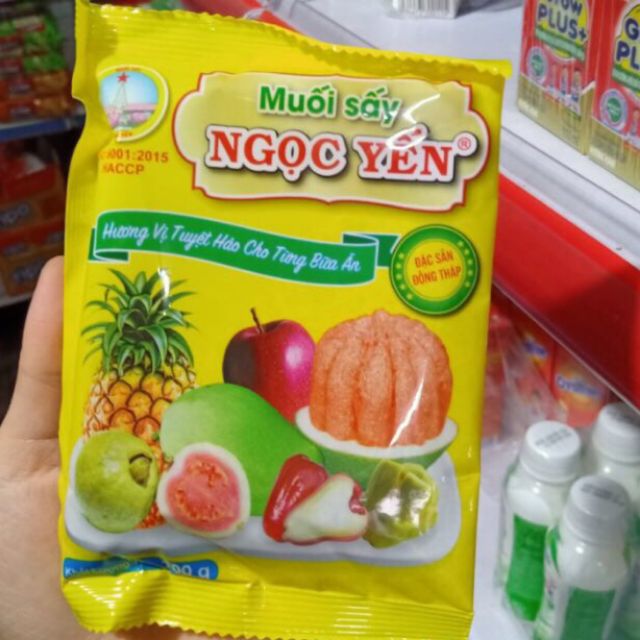 Muối sấy
NGỌC YẾN®
9001:2015
HACCP
Hương Vị Tuyệt Hảo Cho Từng Bữa Ăn
ĐẶC SẢN
ĐỒNG THÁP
PLUS+